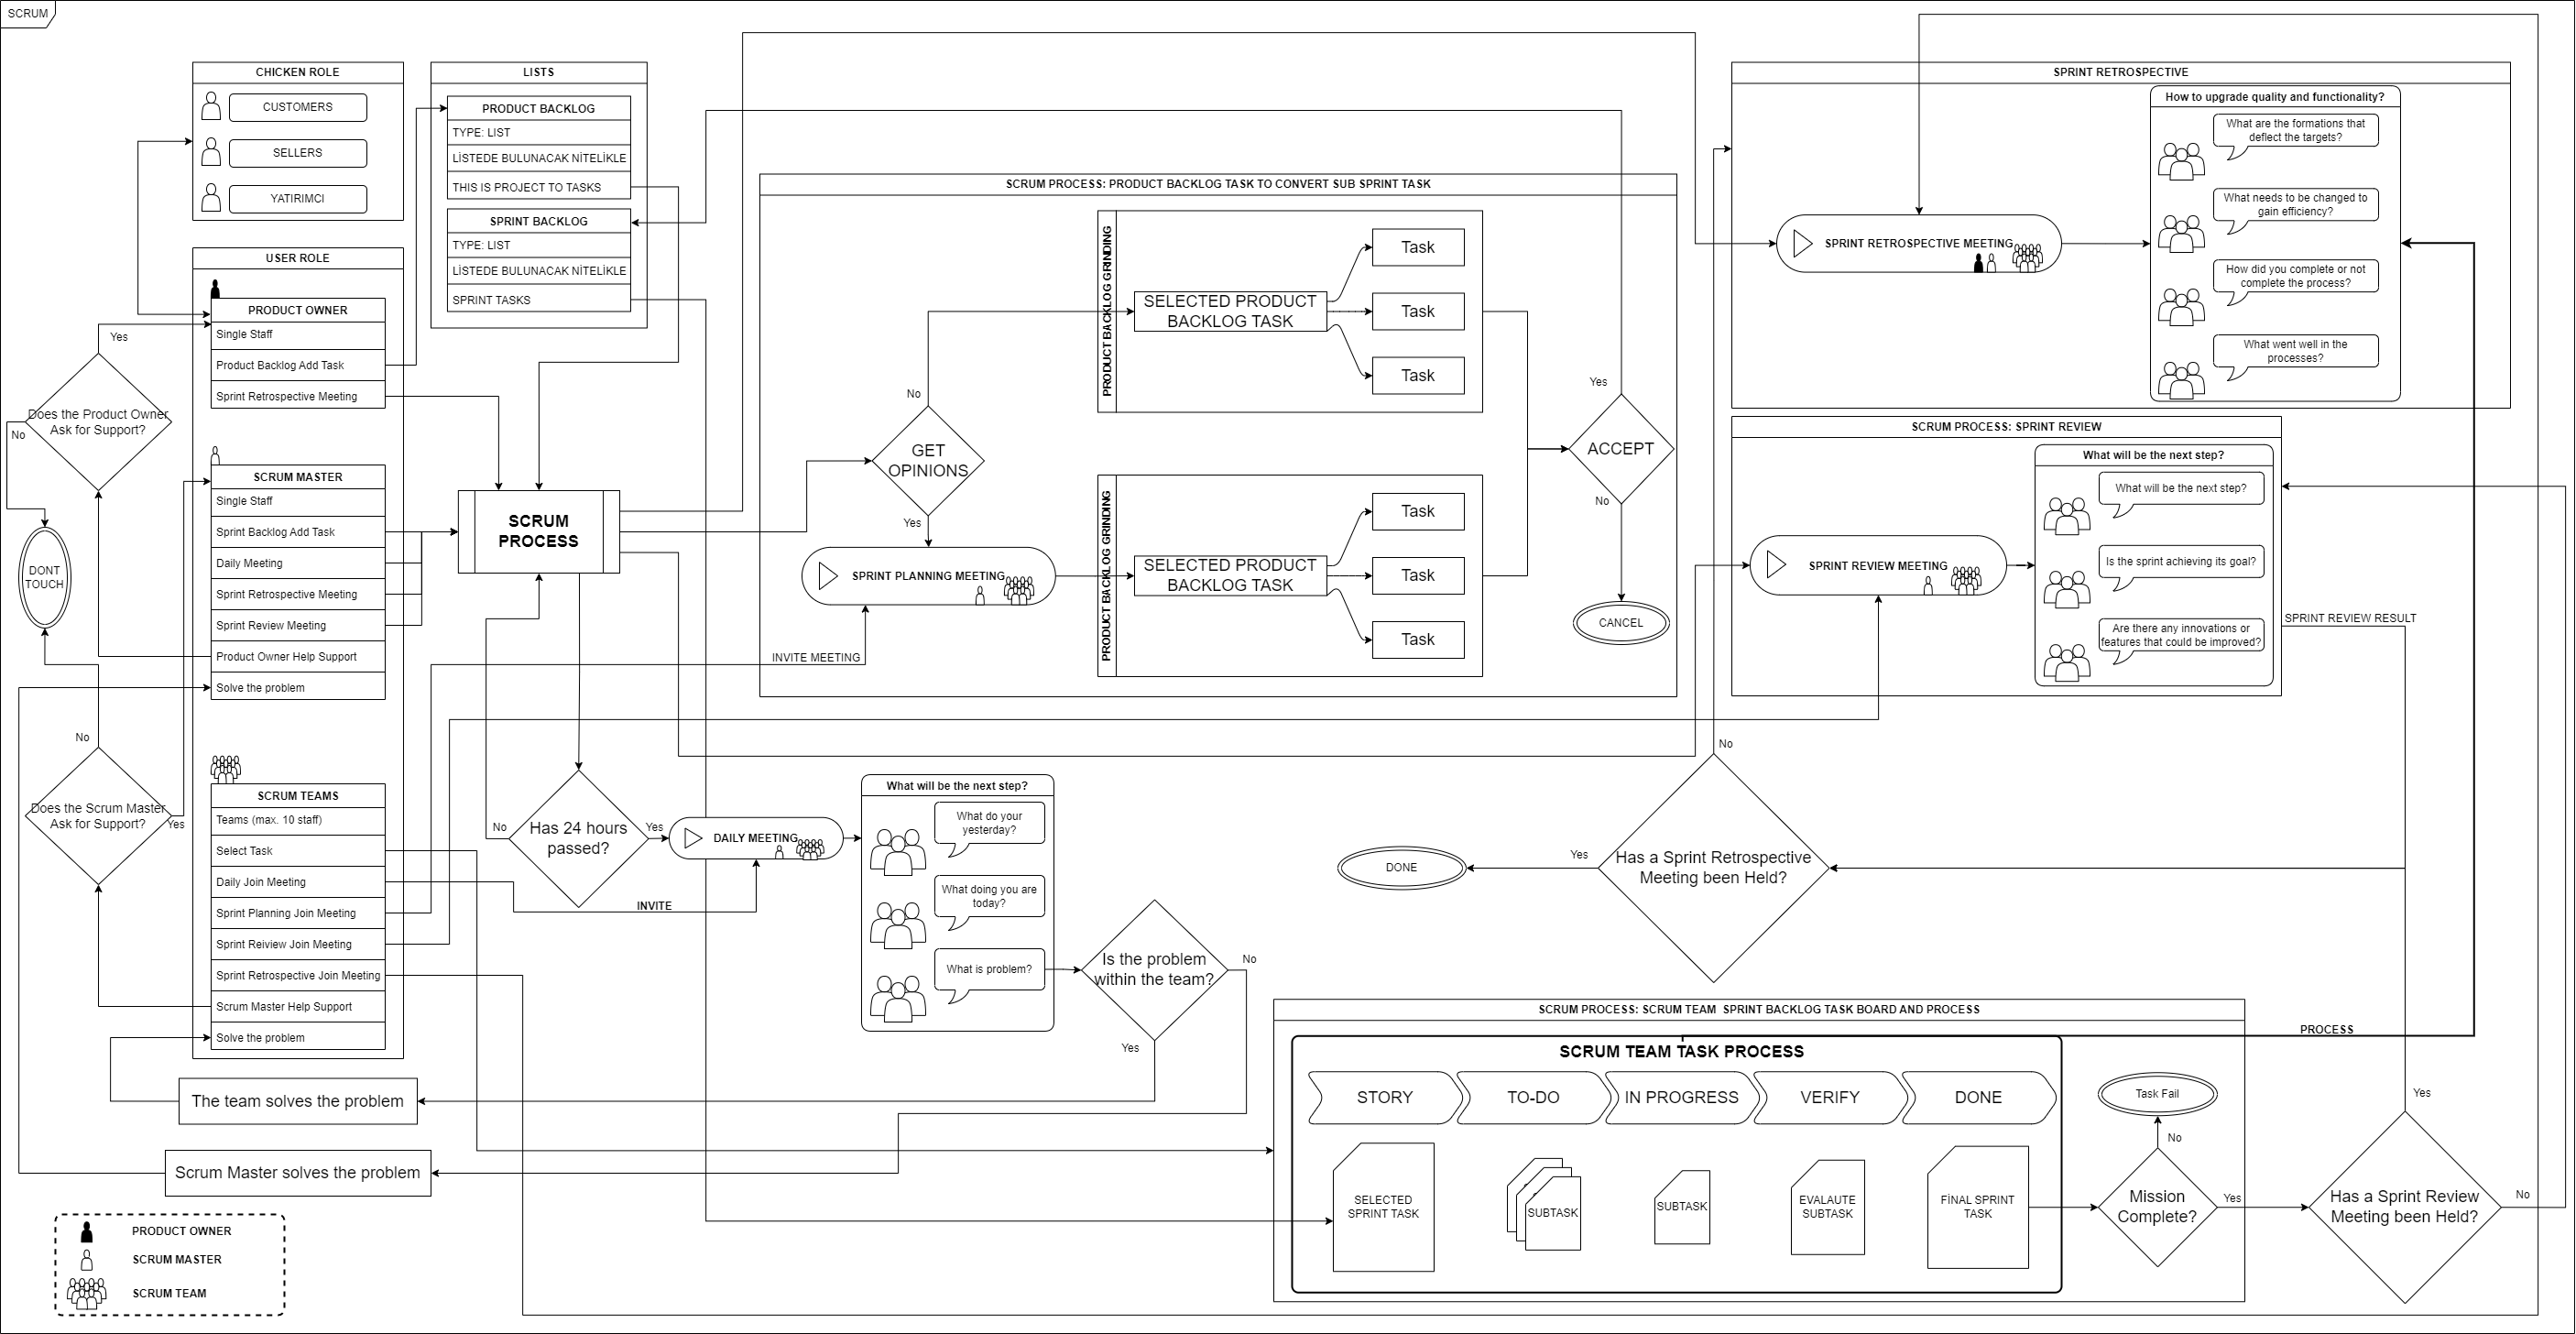 SCRUM
CHICKEN ROLE
CUSTOMERS
SELLERS
YATIRIMCI
LISTS
PRODUCT BACKLOG
TYPE: LIST
LİSTEDE BULUNACAK NİTELİKLE
THIS IS PROJECT TO TASKS
SPRINT BACKLOG
TYPE: LIST
LİSTEDE BULUNACAK NİTELİKLE
SPRINT TASKS
USER ROLE
PRODUCT OWNER
Single Staff
Product Backlog Add Task
Sprint Retrospective Meeting
SCRUM MASTER
Single Staff
Sprint Backlog Add Task
Daily Meeting
Sprint Retrospective Meeting
Sprint Review Meeting
Product Owner Help Support
Solve the problem
SCRUM TEAMS
Teams (max. 10 staff)
Select Task
Daily Join Meeting
Sprint Planning Join Meeting
Sprint Reiview Join Meeting
Sprint Retrospective Join Meeting
Scrum Master Help Support
Solve the problem
Yes
Does the Product Owner
Ask for Support?
No
DONT
TOUCH
No
Does the Scrum Master
Ask for Support?
Yes
The team solves the problem
Scrum Master solves the problem
PRODUCT OWNER
SCRUM MASTER
SCRUM TEAM
SCRUM
PROCESS
SCRUM PROCESS: PRODUCT BACKLOG TASK TO CONVERT SUB SPRINT TASK
No
GET
OPINIONS
Yes
SPRINT PLANNING MEETING
INVITE MEETING
PRODUCT BACKLOG GRINDING
SELECTED PRODUCT
BACKLOG TASK
Task
Task
Task
PRODUCT BACKLOG GRINDING
SELECTED PRODUCT
BACKLOG TASK
Task
Task
Task
Yes
ACCEPT
No
CANCEL
SPRINT RETROSPECTIVE
SPRINT RETROSPECTIVE MEETING
How to upgrade quality and functionality?
What are the formations that
deflect the targets?
What needs to be changed to
gain efficiency?
How did you complete or not
complete the process?
What went well in the
processes?
SCRUM PROCESS: SPRINT REVIEW
SPRINT REVIEW MEETING
What will be the next step?
What will be the next step?
Is the sprint achieving its goal?
Are there any innovations or
features that could be improved?
SPRINT REVIEW RESULT
No
Has 24 hours
passed?
Yes
DAILY MEETING
INVITE
What will be the next step?
What do your
yesterday?
What doing you are
today?
What is problem?
Is the problem
within the team?
No
Yes
No
Has a Sprint Retrospective
Meeting been Held?
Yes
DONE
SCRUM PROCESS: SCRUM TEAM  SPRINT BACKLOG TASK BOARD AND PROCESS
PROCESS
SCRUM TEAM TASK PROCESS
STORY
TO-DO
IN PROGRESS
VERIFY
DONE
SELECTED
SPRINT TASK
SUBTASK
SUBTASK
EVALAUTE
SUBTASK
FİNAL SPRINT
TASK
Task Fail
No
Mission
Complete?
Yes
Yes
Has a Sprint Review
Meeting been Held?
No